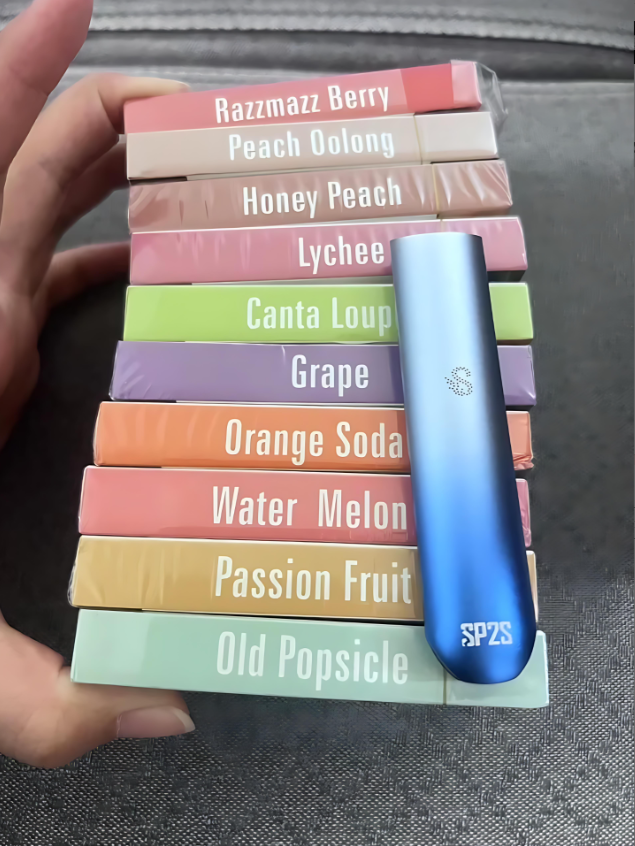 Razzmazz Berry
Peach Oolong
Honey Peach
Lychee
Canta Loup
Grape
Orange Soda
Water Melon
Passion Fruit
Old Popsicle
SP2S